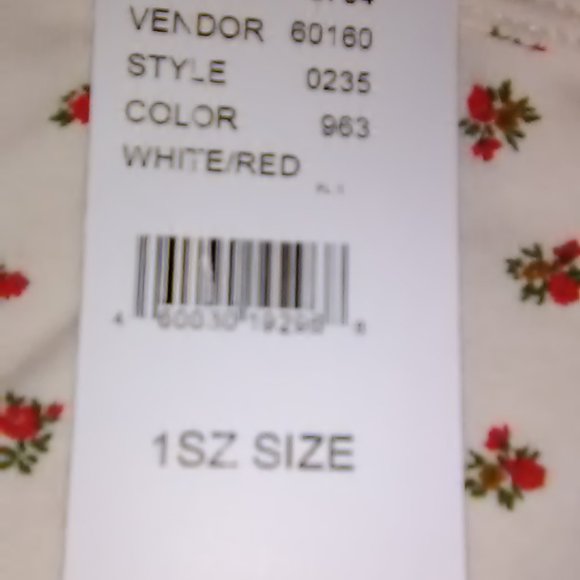 VENDOR 60160
STYLE 0235
COLOR 963
WHITE/RED
1SZ SIZE